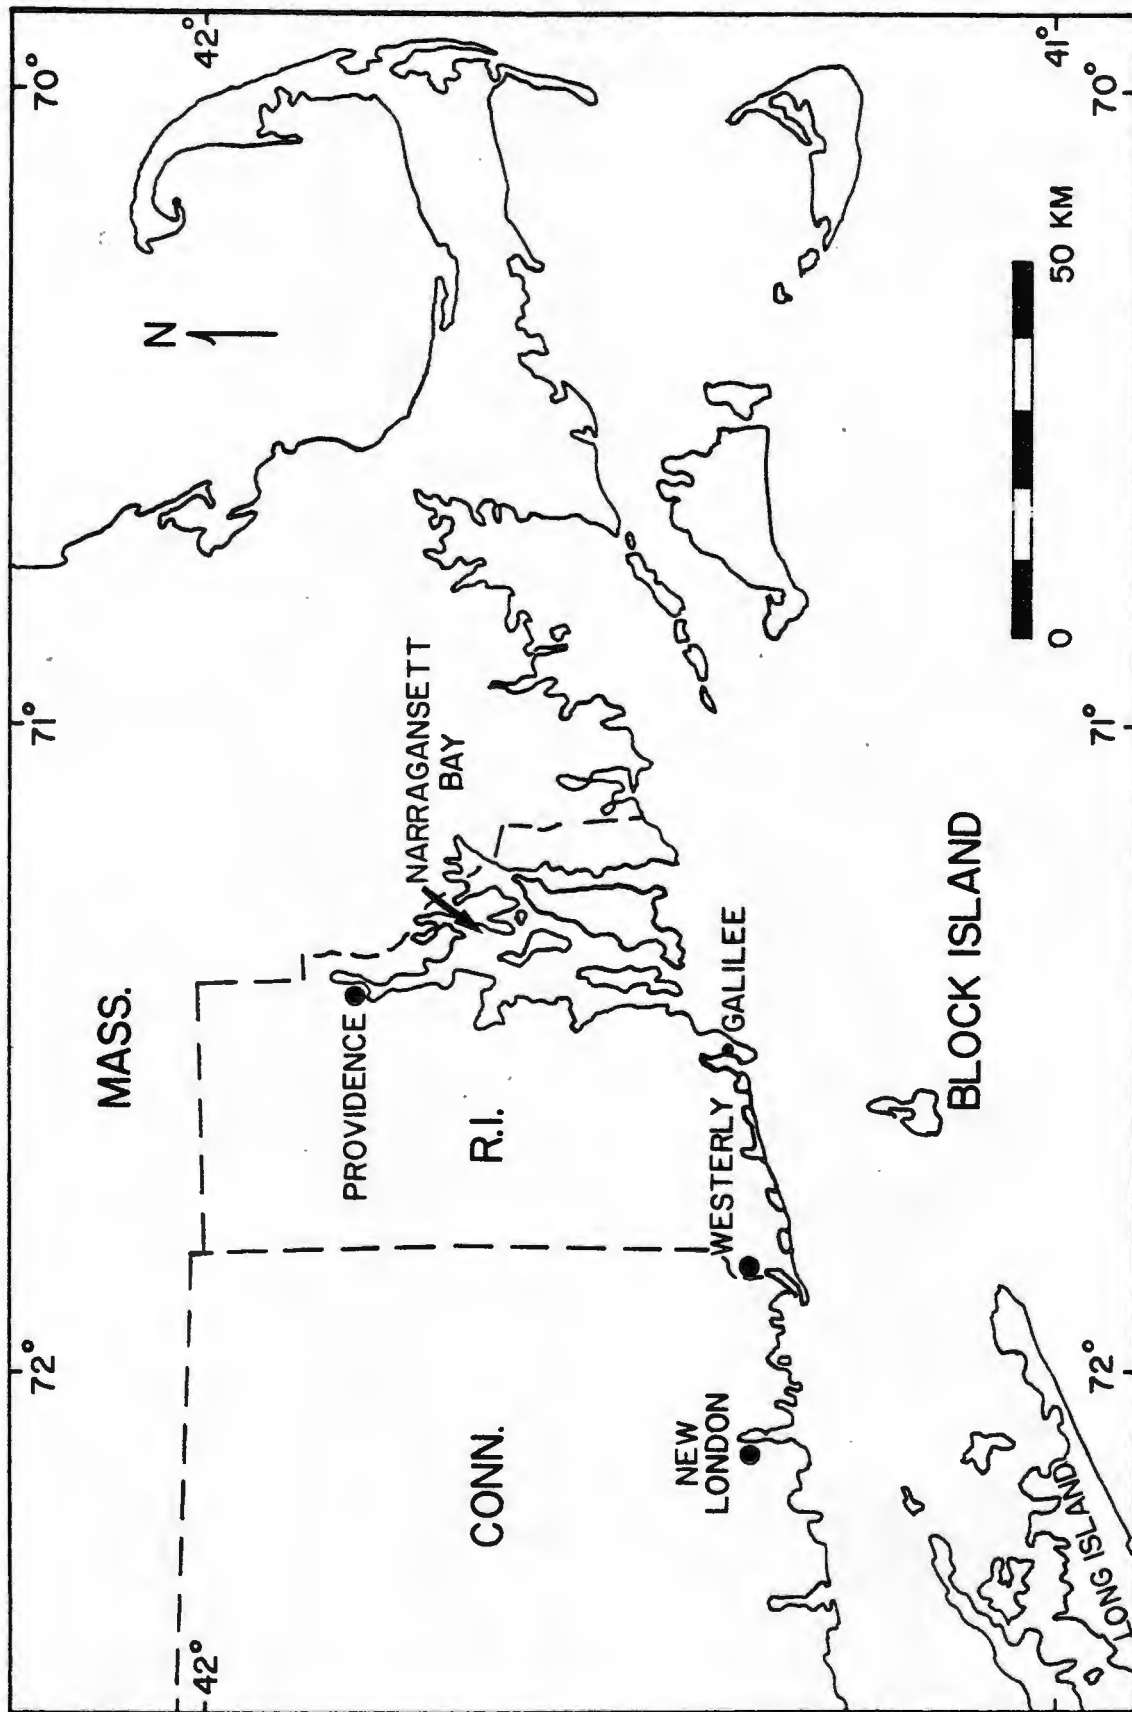 71°
70°
42°
N
MASS.
NARRAGANSETT
BAY
PROVIDENCE
R.I.
CONN.
WESTERLY
GALILEE
NEW
LONDON
BLOCK ISLAND
LONG ISLAND
0
50 KM
72°
42°
41°
72°
71°
70°